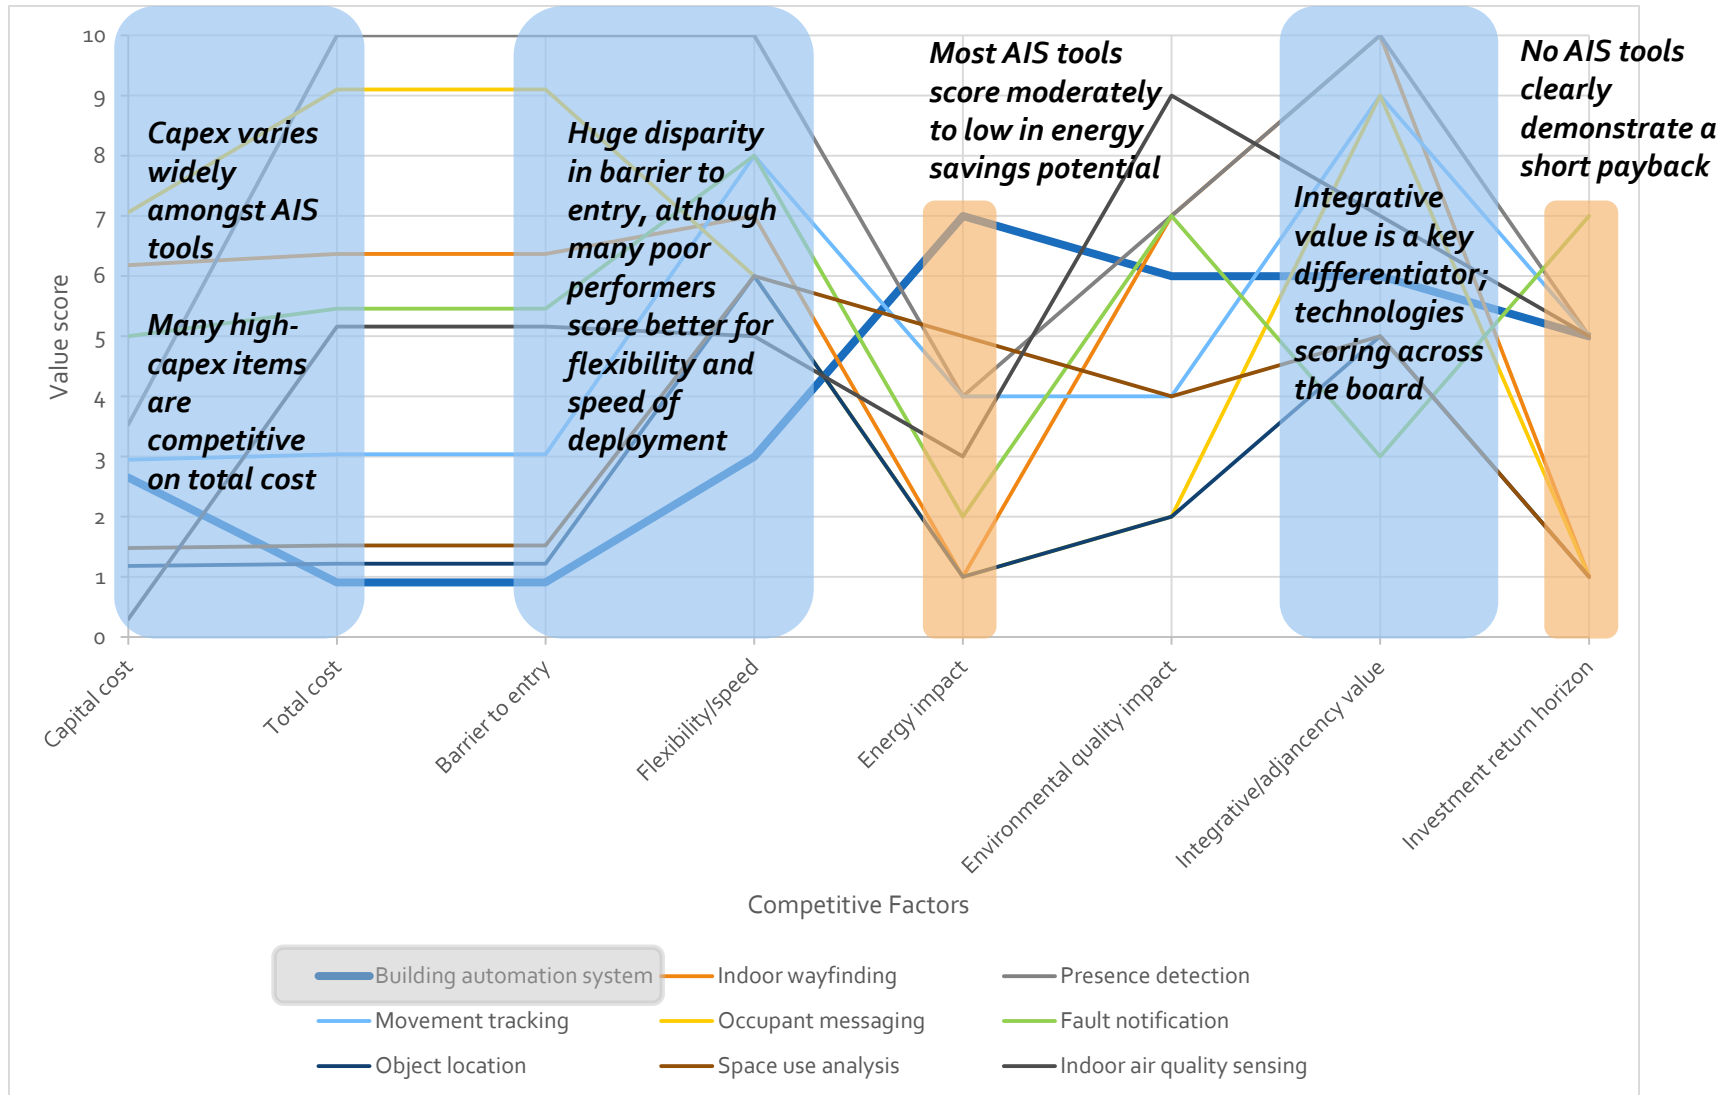 10
9
8
7
6
5
4
3
2
1
0
Value score
Capex varies
widely
amongst AIS
tools
Many high-
capex items
are
competitive
on total cost
Huge disparity
in barrier to
entry, although
many poor
performers
score better for
flexibility and
speed of
deployment
Most AIS tools
score moderately
to low in energy
savings potential
Integrative
value is a key
differentiator;
technologies
scoring across
the board
No AIS tools
clearly
demonstrate a
short payback
Capital cost
Total cost
Barrier to entry
Flexibility/speed
Energy impact
Environmental quality impact
Integrative/adjancency value
Investment return horizon
Competitive Factors
Building automation system
Indoor wayfinding
Presence detection
Movement tracking
Occupant messaging
Fault notification
Object location
Space use analysis
Indoor air quality sensing